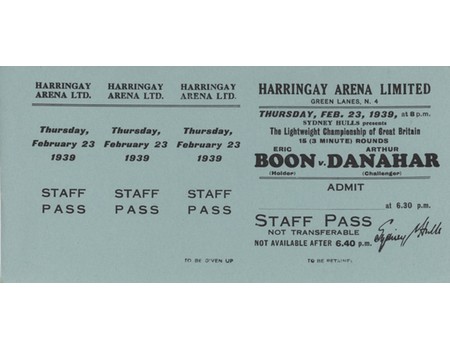 HARRINGAY
ARENA LTD.
Thursday,
February 23
1939
STAFF
PASS
HARRINGAY
ARENA LTD.
Thursday,
February 23
1939
STAFF
PASS
HARRINGAY
ARENA LTD.
Thursday,
February 23
1939
STAFF
PASS
TO BE GIVEN UP
HARRINGAY ARENA LIMITED
GREEN LANES, N. 4
THURSDAY, FEB. 23, 1939, at 8 p.m.
SYDNEY HULLS presents
The Lightweight Championship of Great Britain
15 (3 MINUTE) ROUNDS
ERIC ARTHUR
BOON v. DANAHAR
(Holder) (Challenger)
ADMIT
at 6.30 p.m.
STAFF PASS
NOT TRANSFERABLE
NOT AVAILABLE AFTER 6.40 p.m.
Sydney Hulls
TO BE